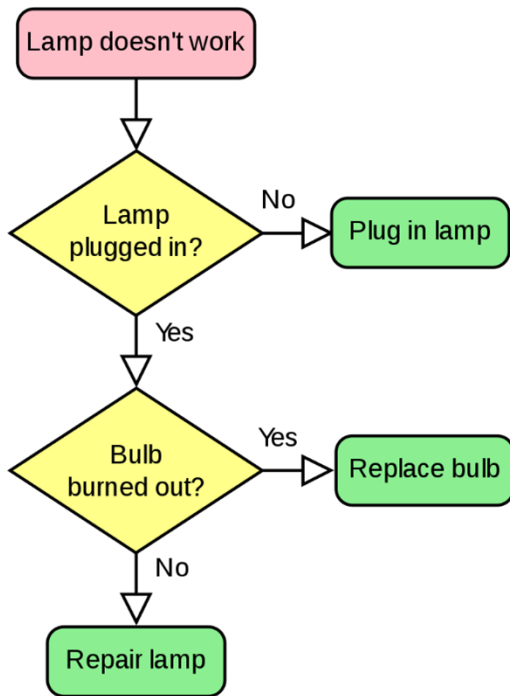 Lamp doesn't work
Lamp
plugged in?
No
Plug in lamp
Yes
Bulb
burned out?
Yes
Replace bulb
No
Repair lamp